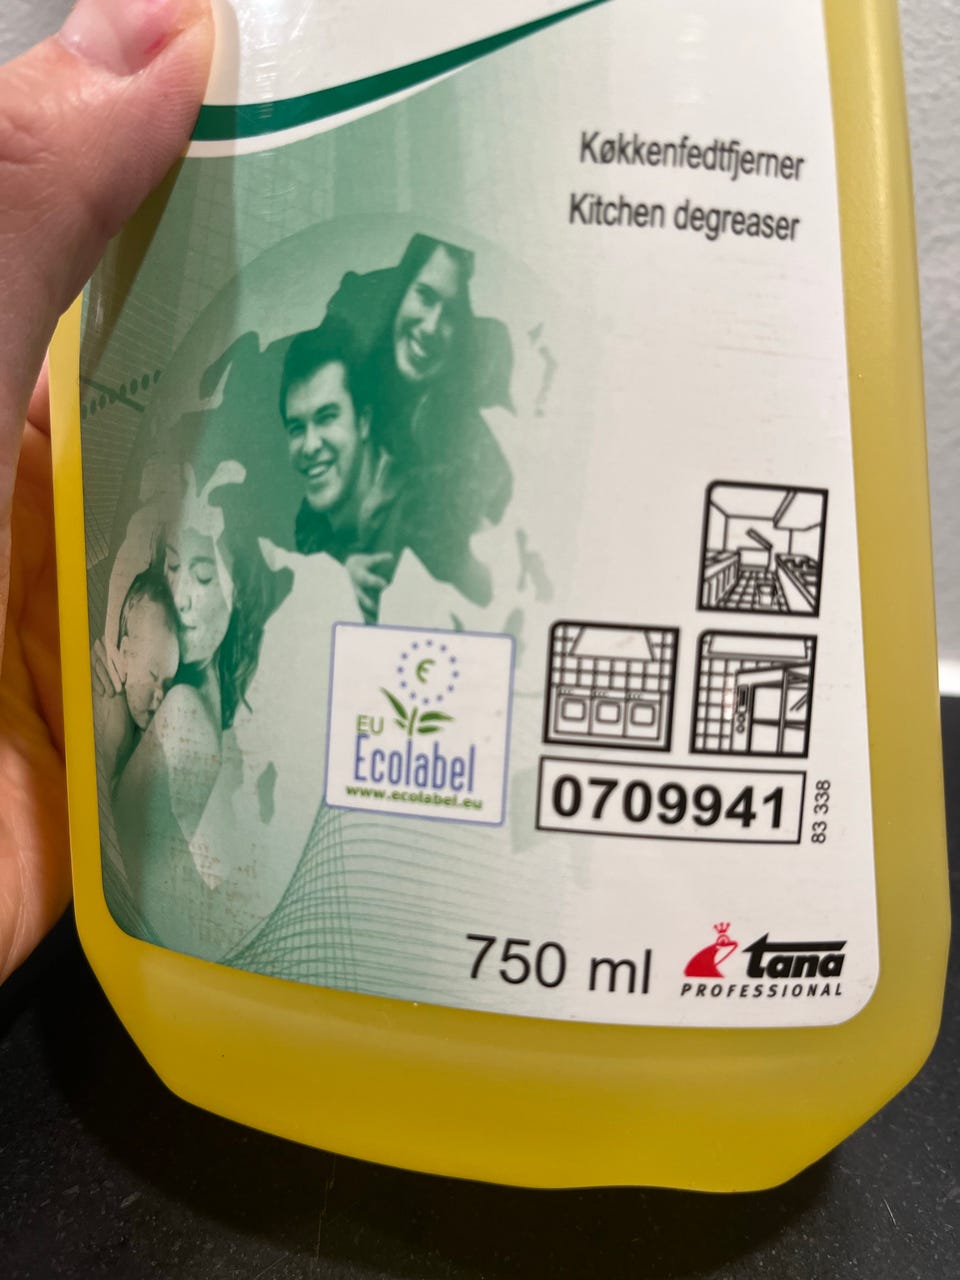 Køkkenfedtfjerner
Kitchen degreaser
EU
Ecolabel
www.ecolabel.eu
0709941
83 338
750 ml
tana
PROFESSIONAL